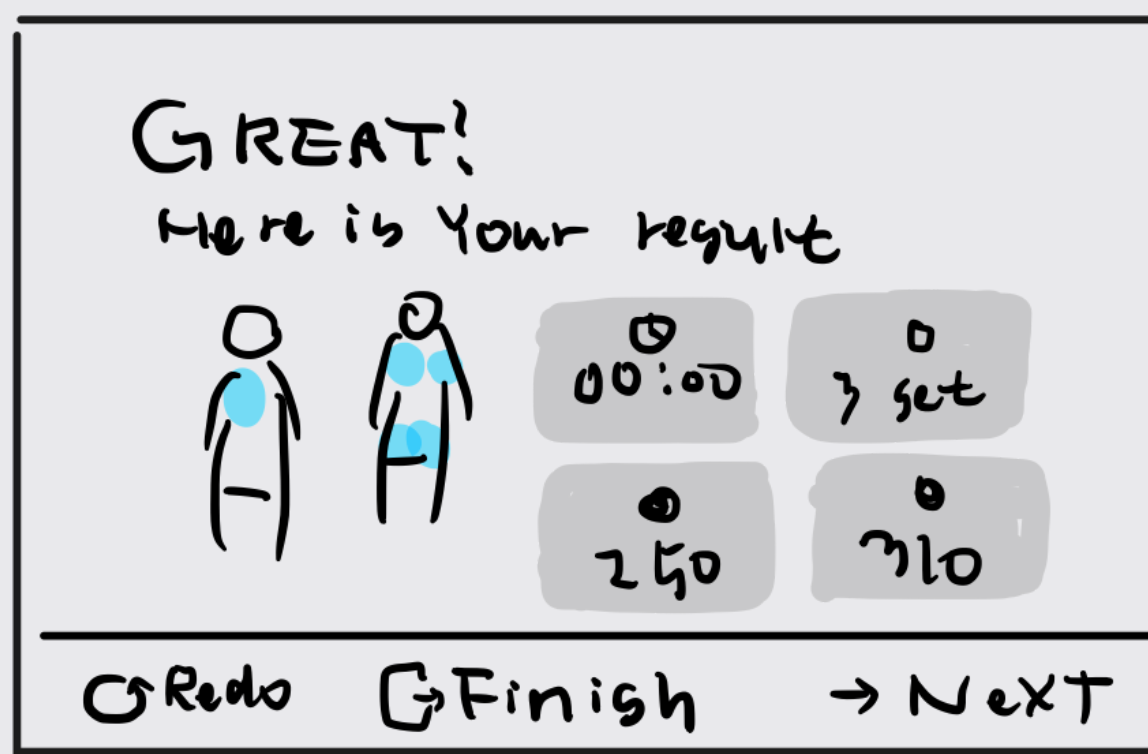 GREAT!
Here is Your result
00:00
3 set
250
310
Redo
Finish
→ NeXT